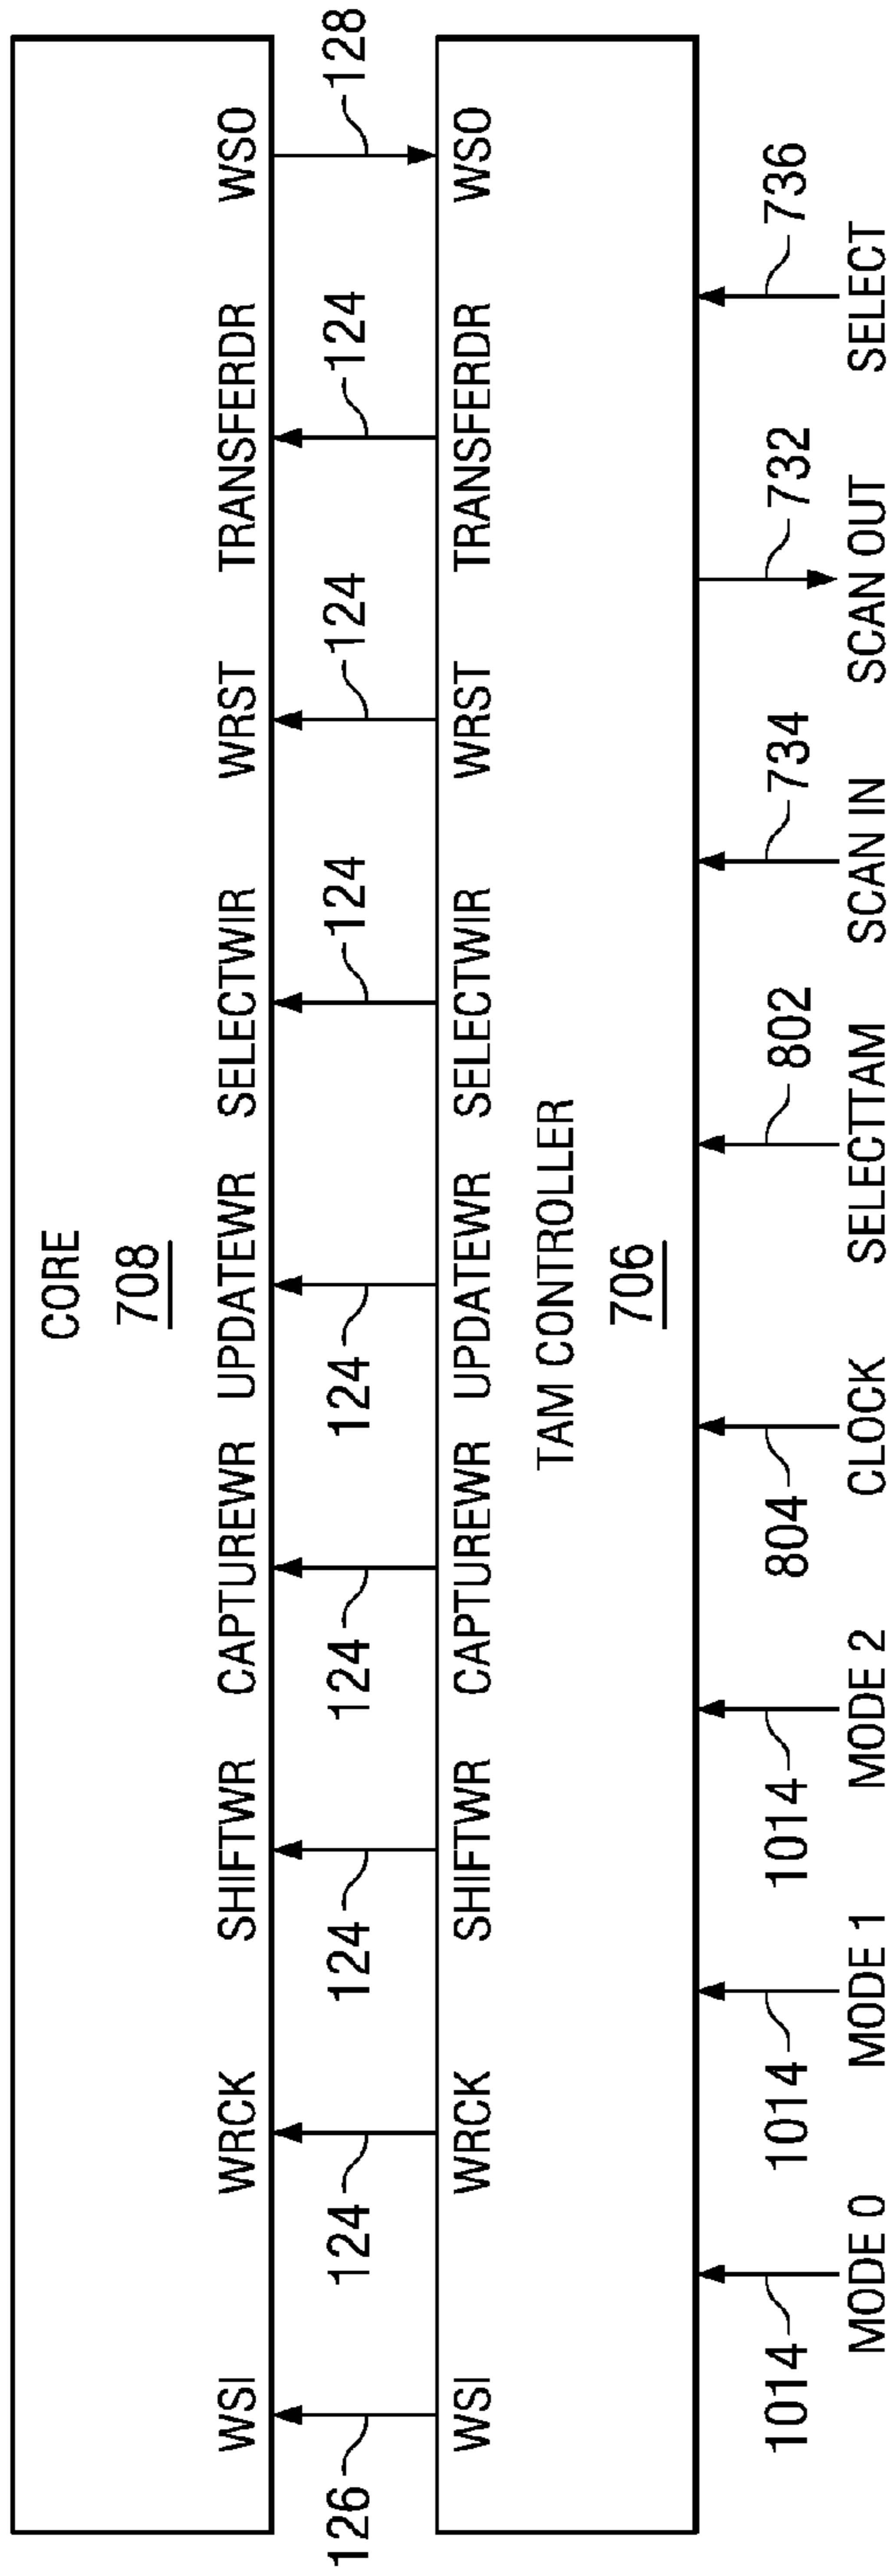 CORE
708
WSI WRCK SHIFTWR CAPTUREWR UPDATEWR SELECTWIR WRST TRANSFERDR WSO
126 124 124 124 124 124 124 124 128
WSI WRCK SHIFTWR CAPTUREWR UPDATEWR SELECTWIR WRST TRANSFERDR WSO
TAM CONTROLLER
706
1014 1014 1014 804 802 734 732 736
MODE 0 MODE 1 MODE 2 CLOCK SELECTTAM SCAN IN SCAN OUT SELECT